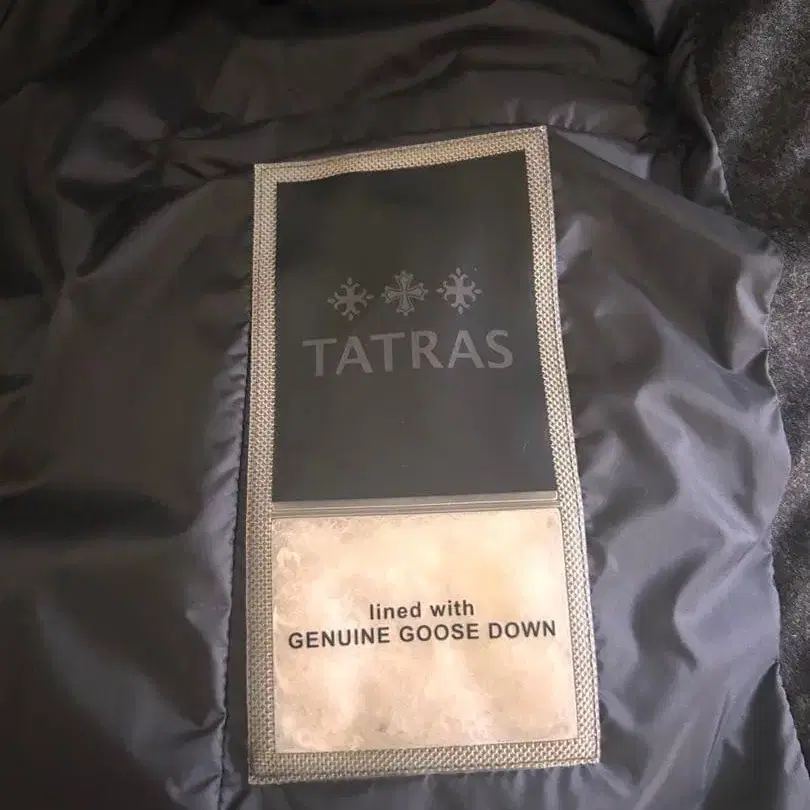 TATRAS
lined with
GENUINE GOOSE DOWN